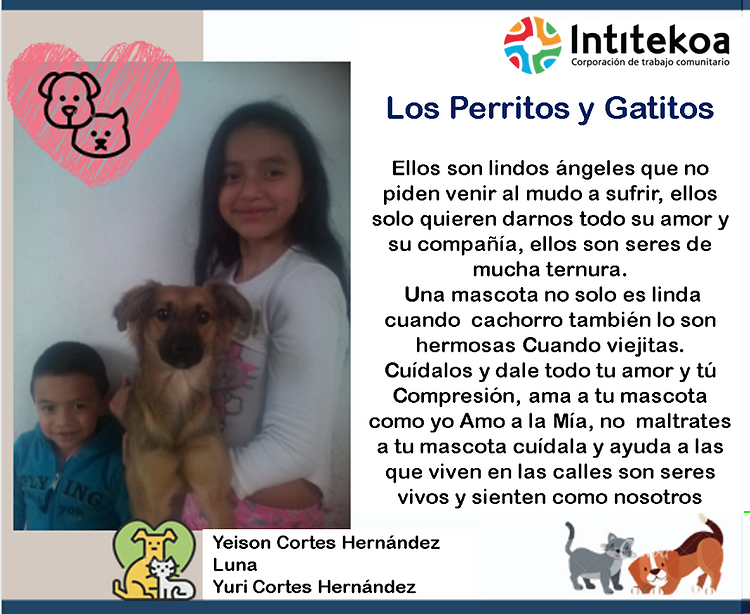 Intitekoa
Corporación de trabajo comunitario
Los Perritos y Gatitos
Ellos son lindos ángeles que no
piden venir al mudo a sufrir, ellos
solo quieren darnos todo su amor y
su compañía, ellos son seres de
mucha ternura.
Una mascota no solo es linda
cuando cachorro también lo son
hermosas Cuando viejitas.
Cuídalos y dale todo tu amor y tú
Compresión, ama a tu mascota
como yo Amo a la Mía, no maltrates
a tu mascota cuídala y ayuda a las
que viven en las calles son seres
vivos y sienten como nosotros
you
Yeison Cortes Hernández
Luna
Yuri Cortes Hernández